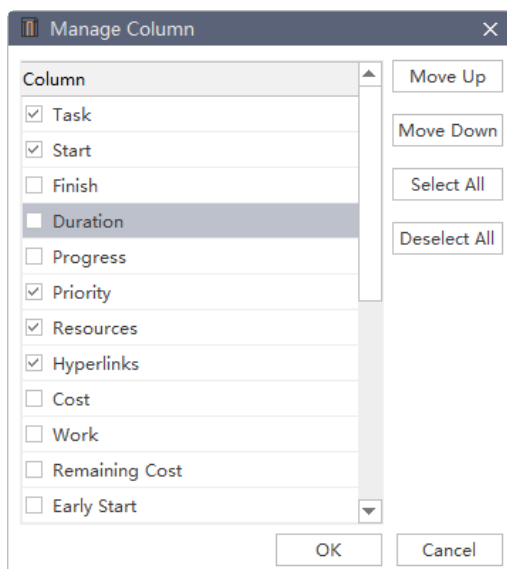 Manage Column
Column
Task
Start
Finish
Duration
Progress
Priority
Resources
Hyperlinks
Cost
Work
Remaining Cost
Early Start
Move Up
Move Down
Select All
Deselect All
OK
Cancel